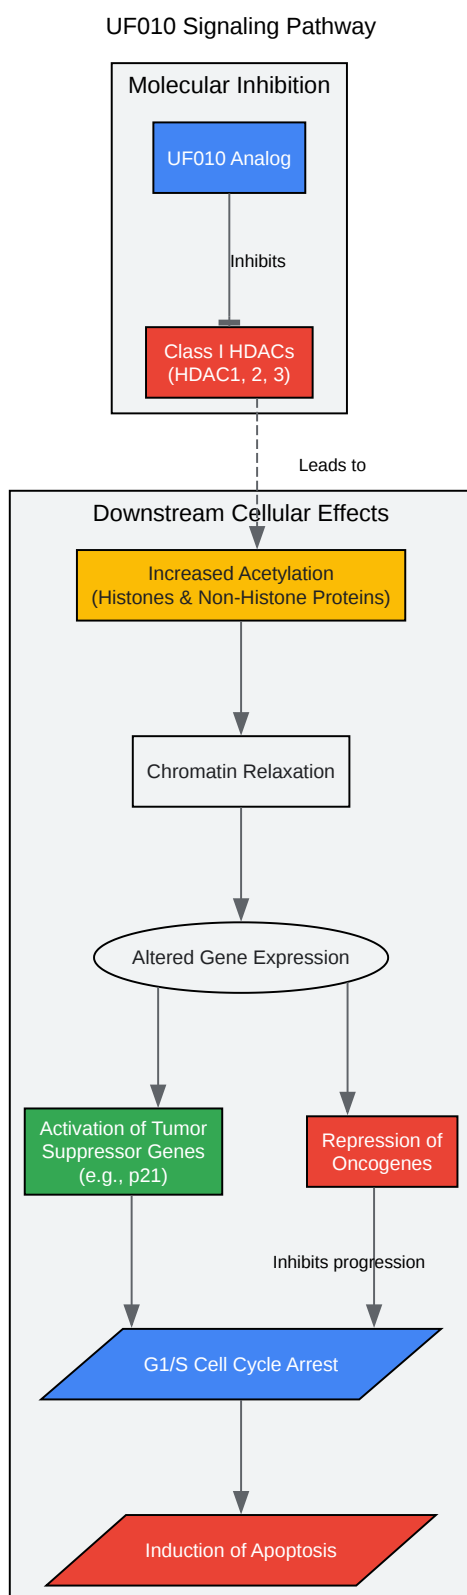 UF010 Signaling Pathway
Molecular Inhibition
UF010 Analog
Inhibits
Class I HDACs
(HDAC1, 2, 3)
Leads to
Downstream Cellular Effects
Increased Acetylation
(Histones & Non-Histone Proteins)
Chromatin Relaxation
Altered Gene Expression
Activation of Tumor
Suppressor Genes
(e.g., p21)
Repression of
Oncogenes
Inhibits progression
G1/S Cell Cycle Arrest
Induction of Apoptosis